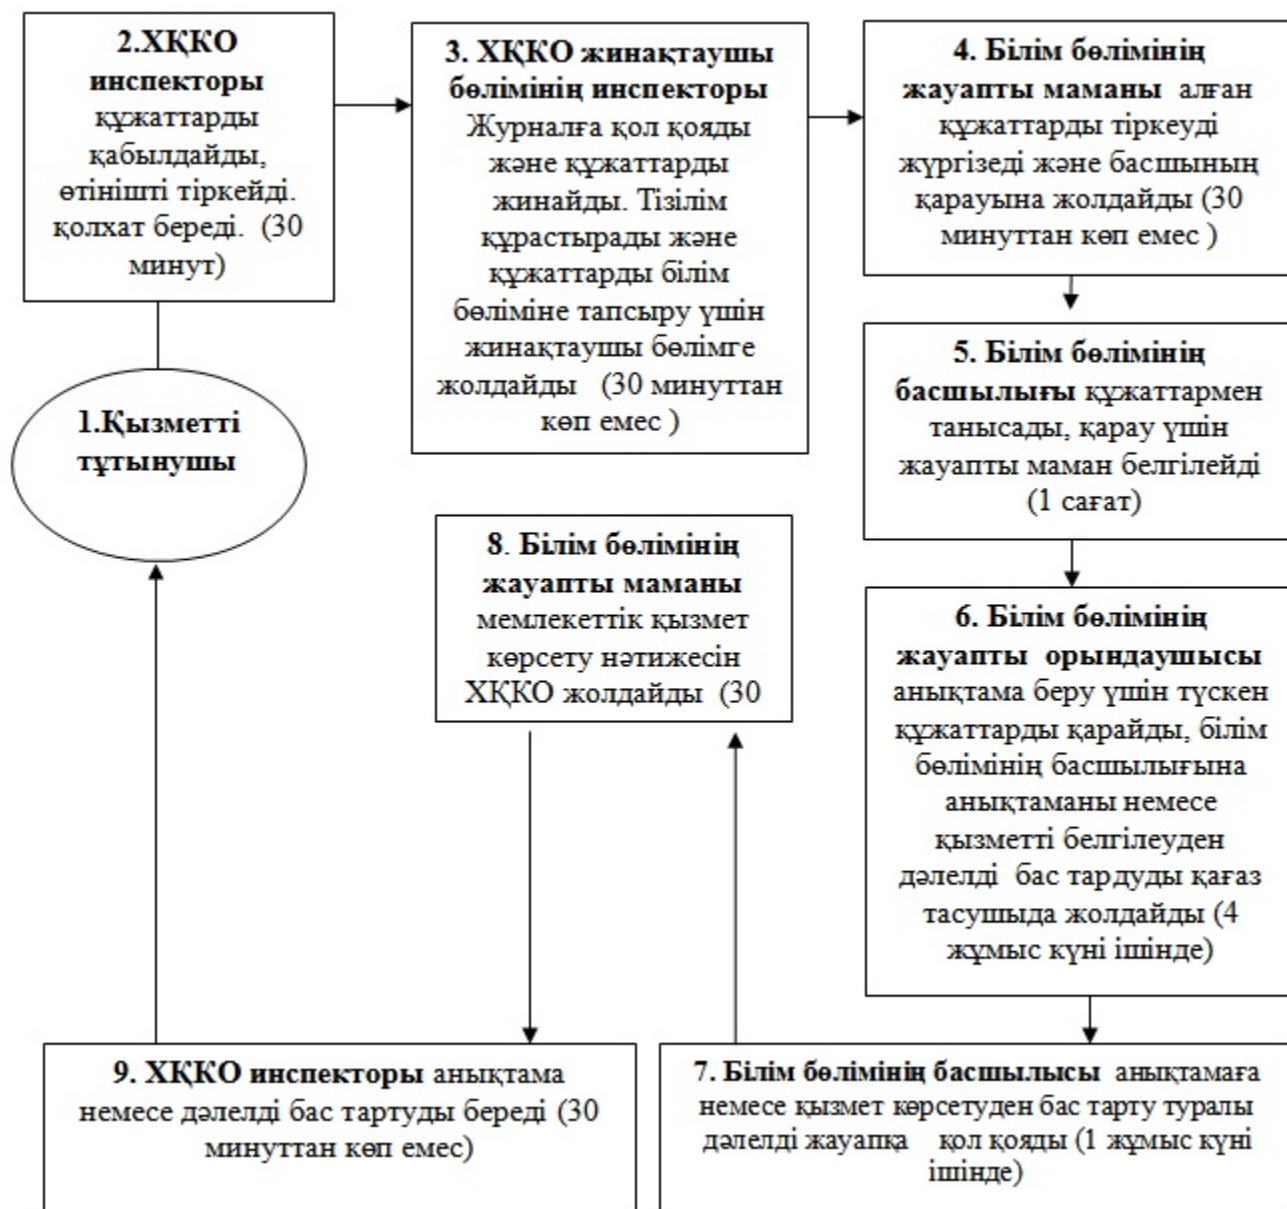 2.ХҚКО
инспекторы
құжаттарды
қабылдайды,
өтінішті тіркейді.
қолхат береді. (30
минут)
3. ХҚКО жинақтаушы
бөлімінің инспекторы
Журналға қол қояды
және құжаттарды
жинайды. Тізілім
құрастырады және
құжаттарды білім
бөліміне тапсыру үшін
жинақтаушы бөлімге
жолдайды (30 минуттан
көп емес )
4. Білім бөлімінің
жауапты маманы алған
құжаттарды тіркеуді
жүргізеді және басшының
қарауына жолдайды (30
минуттан көп емес )
1.Қызметті
тұтынушы
5. Білім бөлімінің
басшылығы құжаттармен
танысады, қарау үшін
жауапты маман белгілейді
(1 сағат)
8. Білім бөлімінің
жауапты маманы
мемлекеттік қызмет
көрсету нәтижесін
ХҚКО жолдайды (30
6. Білім бөлімінің
жауапты орындаушысы
анықтама беру үшін түскен
құжаттарды қарайды, білім
бөлімінің басшылығына
анықтаманы немесе
қызметті белгілеуден
дәлелді бас тардуды қағаз
тасушыда жолдайды (4
жұмыс күні ішінде)
9. ХҚКО инспекторы анықтама
немесе дәлелді бас тартуды береді (30
минуттан көп емес)
7. Білім бөлімінің басшылысы анықтамаға
немесе қызмет көрсетуден бас тарту туралы
дәлелді жауапқа қол қояды (1 жұмыс күні
ішінде)